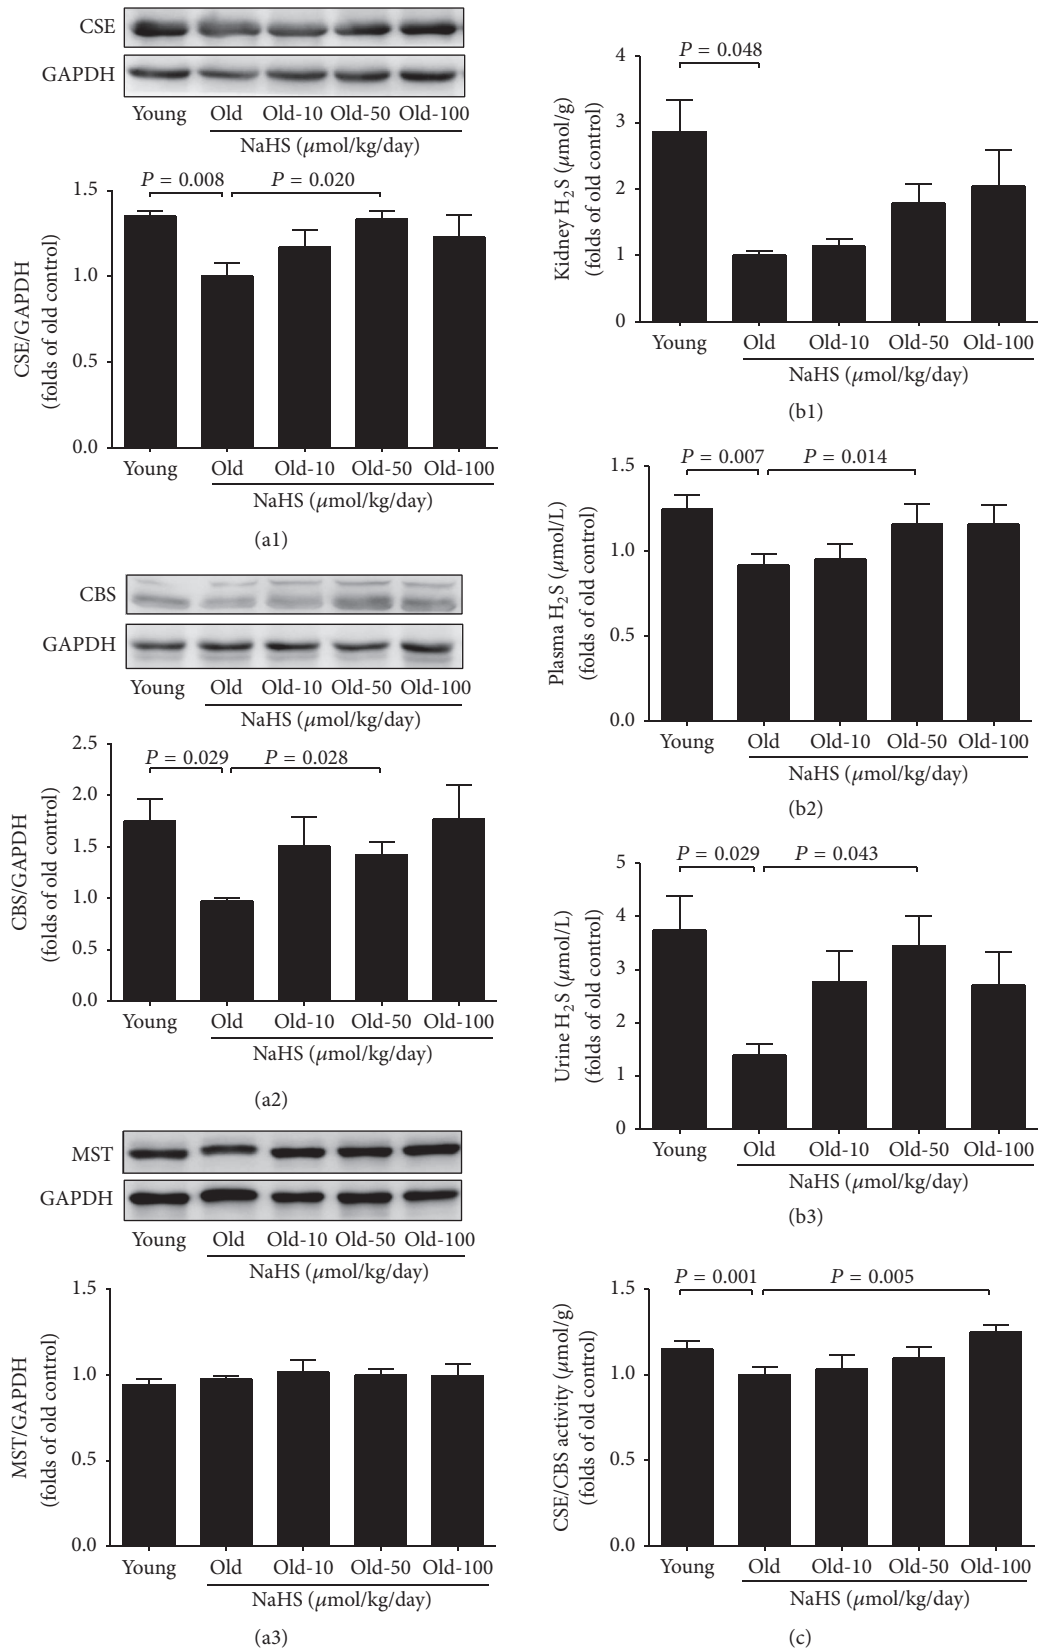 CSE
GAPDH
Young Old Old-10 Old-50 Old-100
NaHS (μmol/kg/day)
P = 0.008 P = 0.020
1.5
1.0
0.5
0.0
CSE/GAPDH
(folds of old control)
Young Old Old-10 Old-50 Old-100
NaHS (μmol/kg/day)
(a1)
CBS
GAPDH
Young Old Old-10 Old-50 Old-100
NaHS (μmol/kg/day)
P = 0.029 P = 0.028
2.5
2.0
1.5
1.0
0.5
0.0
CBS/GAPDH
(folds of old control)
Young Old Old-10 Old-50 Old-100
NaHS (μmol/kg/day)
(a2)
MST
GAPDH
Young Old Old-10 Old-50 Old-100
NaHS (μmol/kg/day)
1.5
1.0
0.5
0.0
MST/GAPDH
(folds of old control)
Young Old Old-10 Old-50 Old-100
NaHS (μmol/kg/day)
(a3)
P = 0.048
4
3
2
1
0
Kidney H₂S (μmol/g)
(folds of old control)
Young Old Old-10 Old-50 Old-100
NaHS (μmol/kg/day)
(b1)
P = 0.007 P = 0.014
1.5
1.0
0.5
0.0
Plasma H₂S (μmol/L)
(folds of old control)
Young Old Old-10 Old-50 Old-100
NaHS (μmol/kg/day)
(b2)
P = 0.029 P = 0.043
5
4
3
2
1
0
Urine H₂S (μmol/L)
(folds of old control)
Young Old Old-10 Old-50 Old-100
NaHS (μmol/kg/day)
(b3)
P = 0.001 P = 0.005
1.5
1.0
0.5
0.0
CSE/CBS activity (μmol/g)
(folds of old control)
Young Old Old-10 Old-50 Old-100
NaHS (μmol/kg/day)
(c)